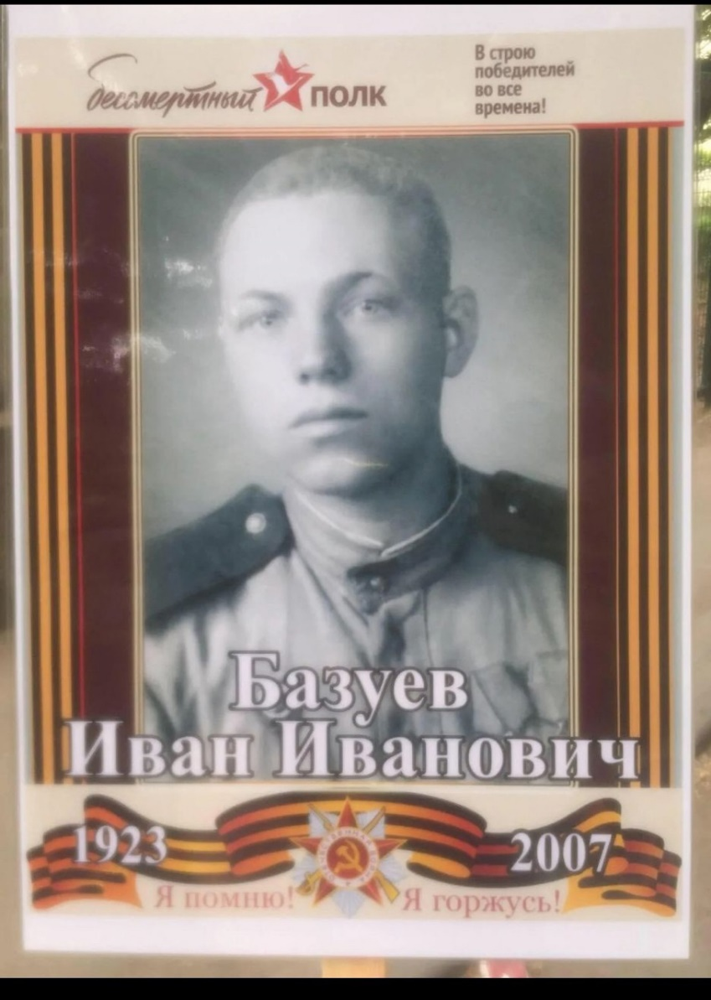 бессмертный полк
В строю
победителей
во все
времена!
Базуев
Иван Иванович
1923
2007
Я помню!
Я горжусь!